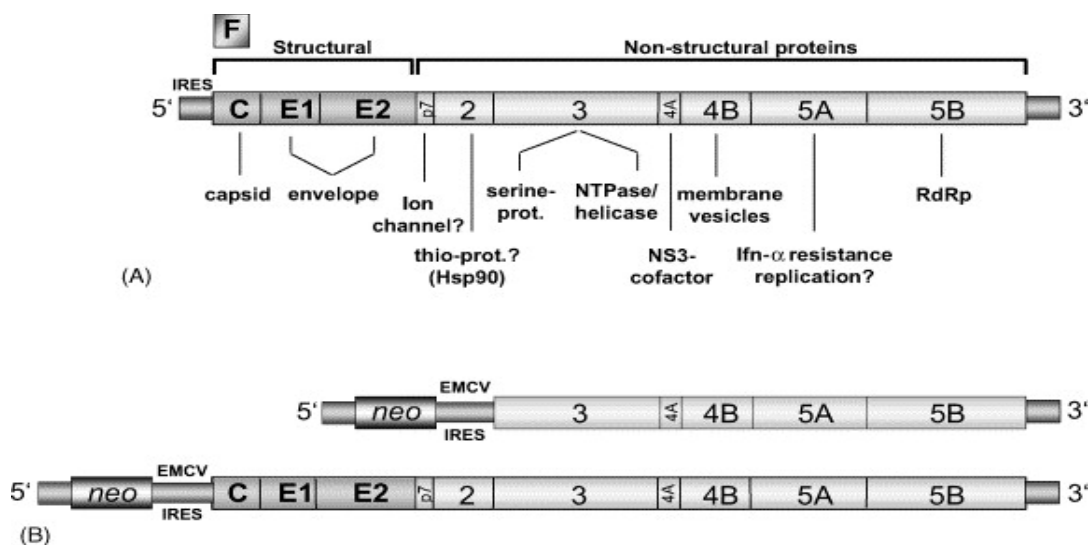 F
Structural
Non-structural proteins
IRES
5‘ C E1 E2 p7 2 3 4A 4B 5A 5B 3‘
capsid
envelope
Ion
channel?
thio-prot.?
(Hsp90)
serine-
prot.
NTPase/
helicase
NS3-
cofactor
membrane
vesicles
Ifn-α resistance
replication?
RdRp
(A)
EMCV
5‘ neo 3 4A 4B 5A 5B 3‘
IRES
EMCV
5‘ neo C E1 E2 p7 2 3 4A 4B 5A 5B 3‘
IRES
(B)